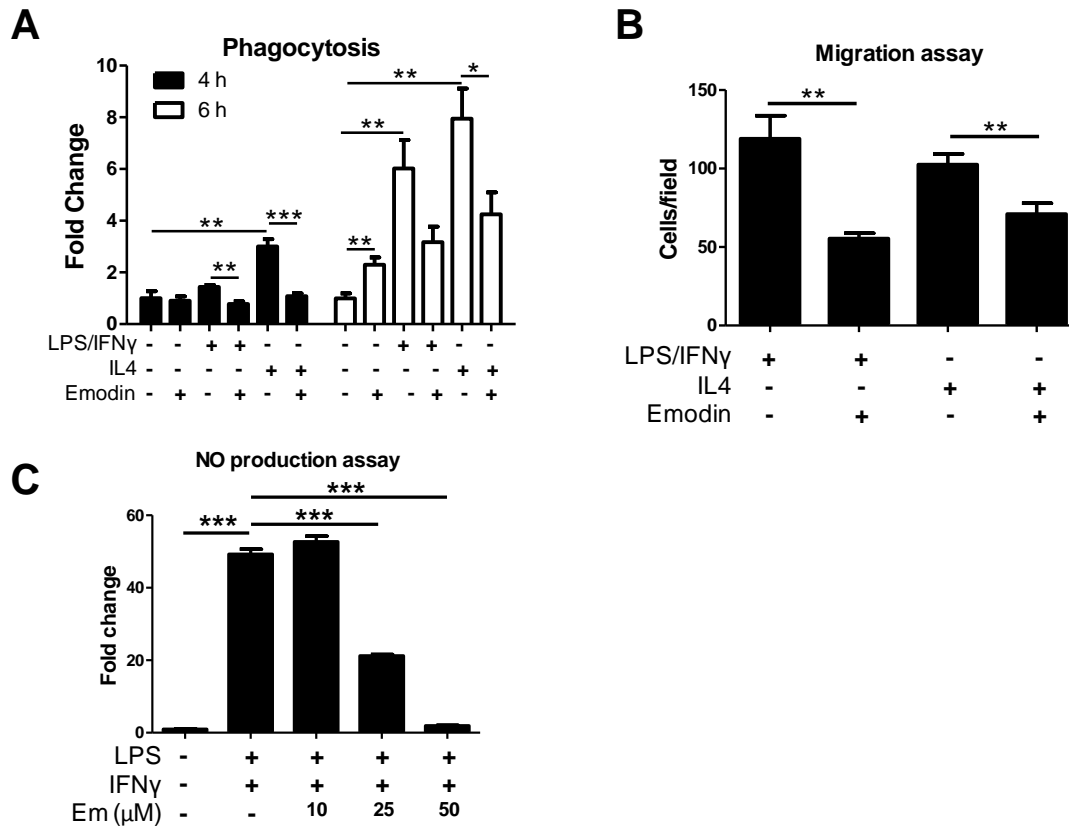 A
Phagocytosis
Fold Change
10
8
6
4
2
0
4 h
6 h
** ** *** ** ** ** *
LPS/IFNγ - - + + - - - - + + - -
IL4 - - - - + + - - - - + +
Emodin - + - + - + - + - + - +
B
Migration assay
Cells/field
150
100
50
0
** **
LPS/IFNγ + + - -
IL4 - - + +
Emodin - + - +
C
NO production assay
Fold change
60
40
20
0
*** *** ***
LPS - + + + +
IFNγ - + + + +
Em (µM) - - 10 25 50